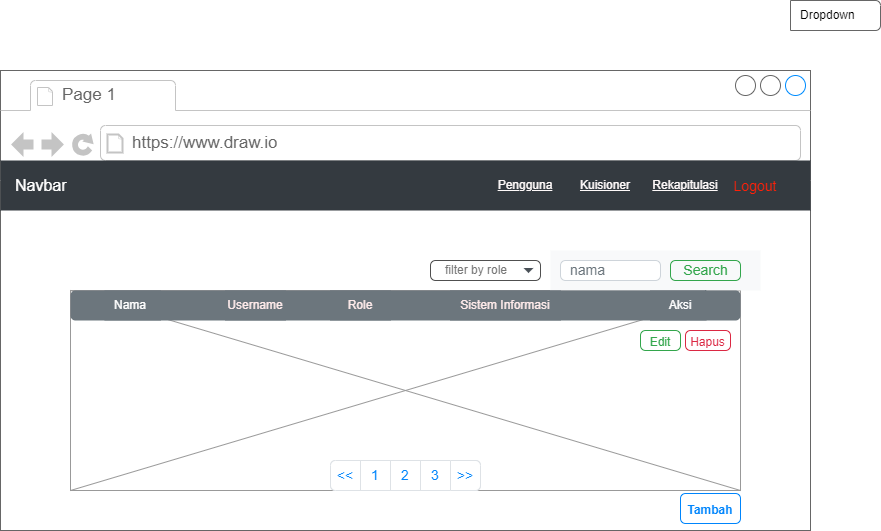 Dropdown
Page 1
https://www.draw.io
Navbar Pengguna Kuisioner Rekapitulasi Logout
filter by role nama Search
Nama Username Role Sistem Informasi Aksi
Edit Hapus
<< 1 2 3 >>
Tambah